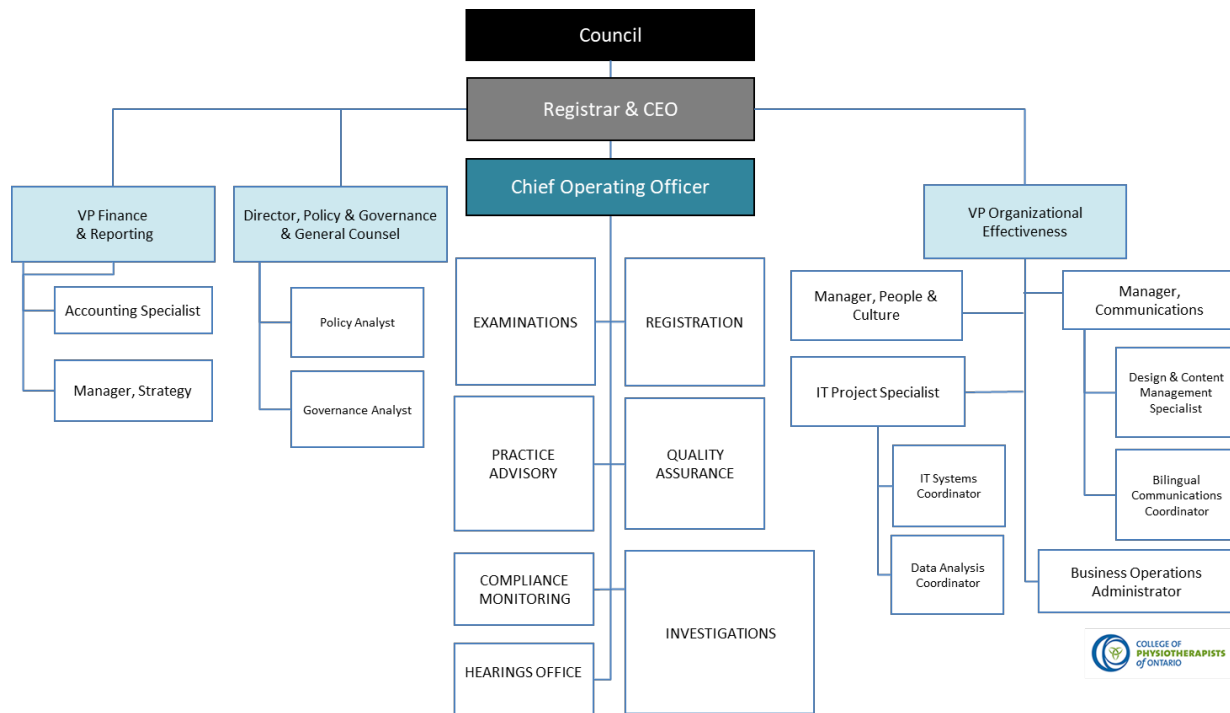 Council
Registrar & CEO
Chief Operating Officer
VP Finance
& Reporting
Director, Policy & Governance
& General Counsel
VP Organizational
Effectiveness
Accounting Specialist
Manager, Strategy
Policy Analyst
Governance Analyst
EXAMINATIONS
REGISTRATION
PRACTICE
ADVISORY
QUALITY
ASSURANCE
COMPLIANCE
MONITORING
INVESTIGATIONS
HEARINGS OFFICE
Manager, People &
Culture
IT Project Specialist
IT Systems
Coordinator
Data Analysis
Coordinator
Manager,
Communications
Design & Content
Management
Specialist
Bilingual
Communications
Coordinator
Business Operations
Administrator
COLLEGE OF
PHYSIOTHERAPISTS
of ONTARIO